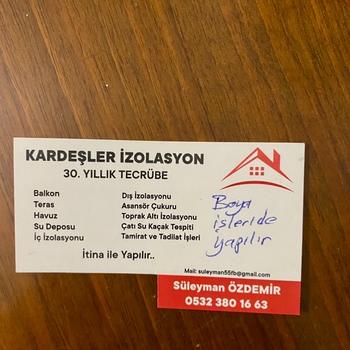 KARDEŞLER İZOLASYON
30. YILLIK TECRÜBE
Balkon
Teras
Havuz
Su Deposu
İç İzolasyonu
Dış İzolasyonu
Asansör Çukuru
Toprak Altı İzolasyonu
Çatı Su Kaçak Tespiti
Tamirat ve Tadilat İşleri
İtina ile Yapılır..
Boya
işleride
yapılır
Mail: suleyman55fb@gmail.com
Süleyman ÖZDEMİR
0532 380 16 63